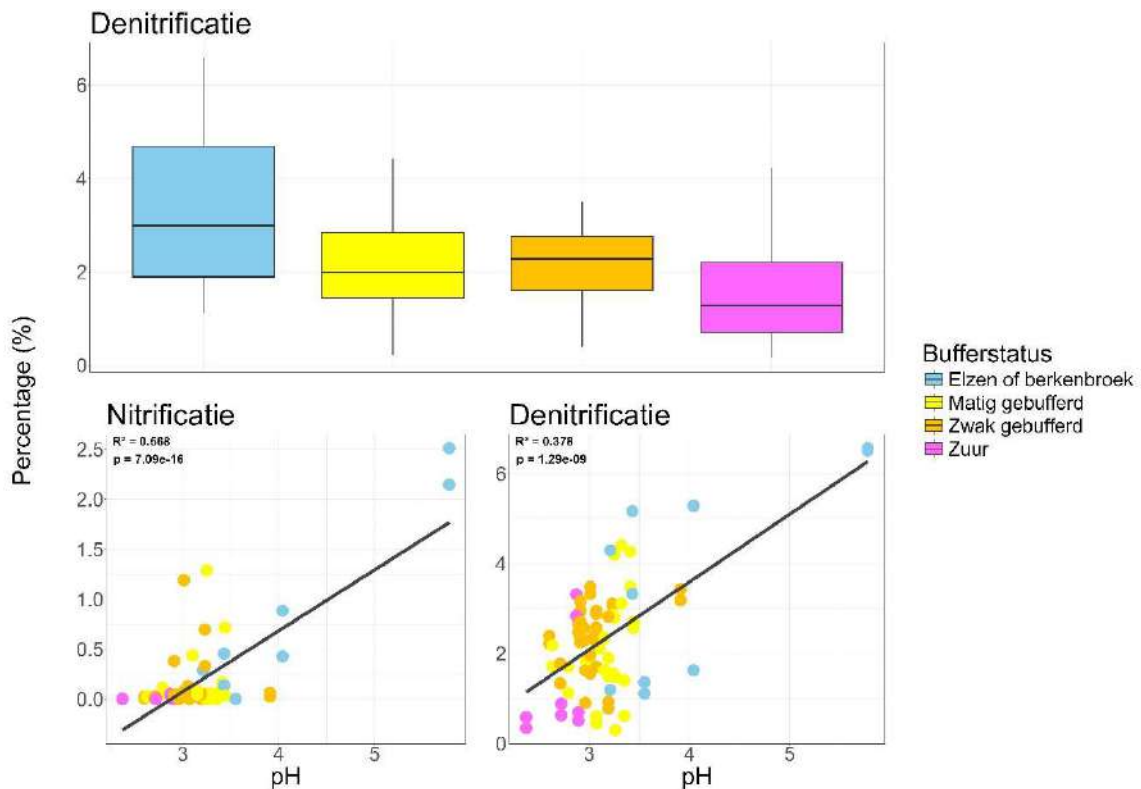 Denitrificatie
6
4
2
0
Percentage (%)
Bufferstatus
Elzen of berkenbroek
Matig gebufferd
Zwak gebufferd
Zuur
Nitrificatie
R² = 0.668
p = 7.09e-16
2.5
2.0
1.5
1.0
0.5
0.0
3 4 5
pH
Denitrificatie
R² = 0.378
p = 1.29e-09
6
4
2
0
3 4 5
pH